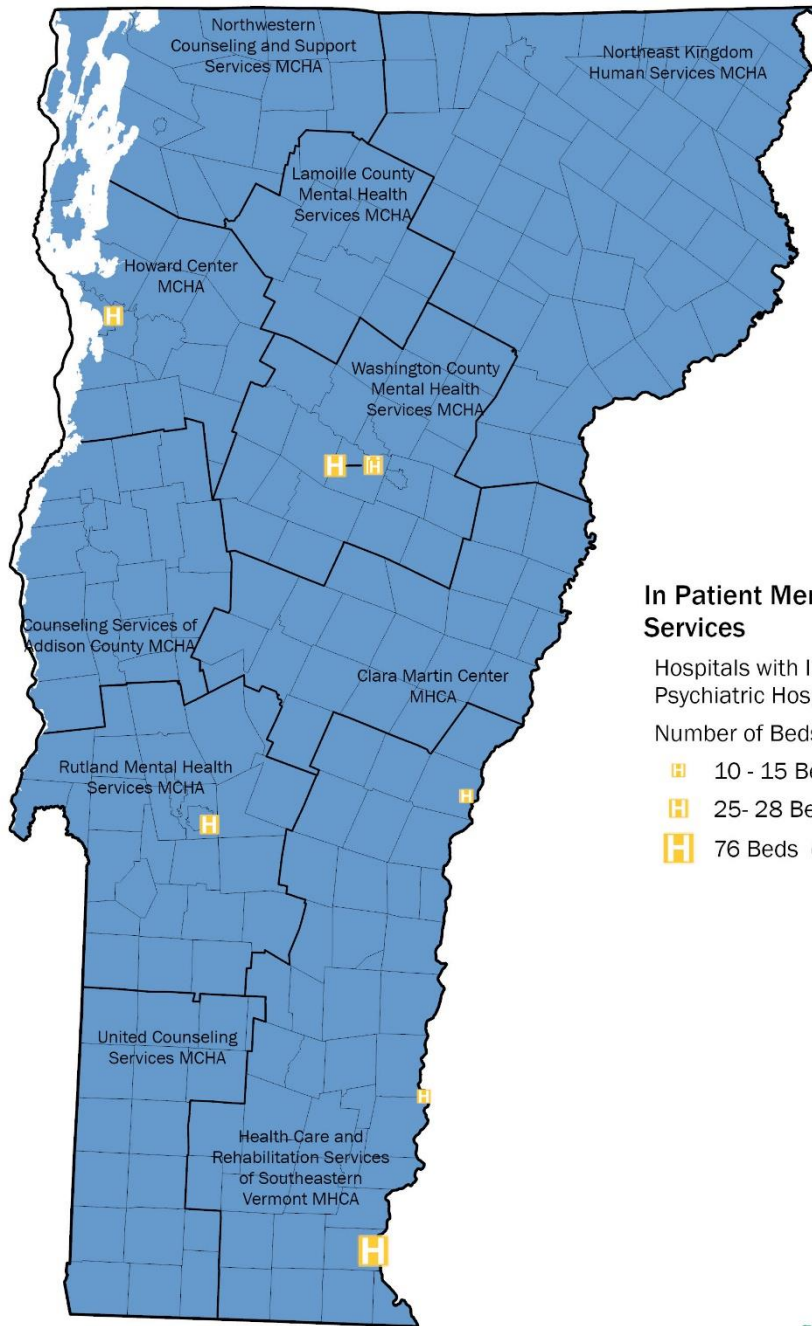 Northwestern
Counseling and Support
Services MCHA
Northeast Kingdom
Human Services MCHA
Lamoille County
Mental Health
Services MCHA
Howard Center
MCHA
H
Washington County
Mental Health
Services MCHA
H
H
Counseling Services of
Addison County MCHA
Clara Martin Center
MHCA
Rutland Mental Health
Services MCHA
H
H
United Counseling
Services MCHA
H
Health Care and
Rehabilitation Services
of Southeastern
Vermont MHCA
H
In Patient Me
Services
Hospitals with I
Psychiatric Hos
Number of Beds
H 10 - 15 B
H 25- 28 Be
H 76 Beds